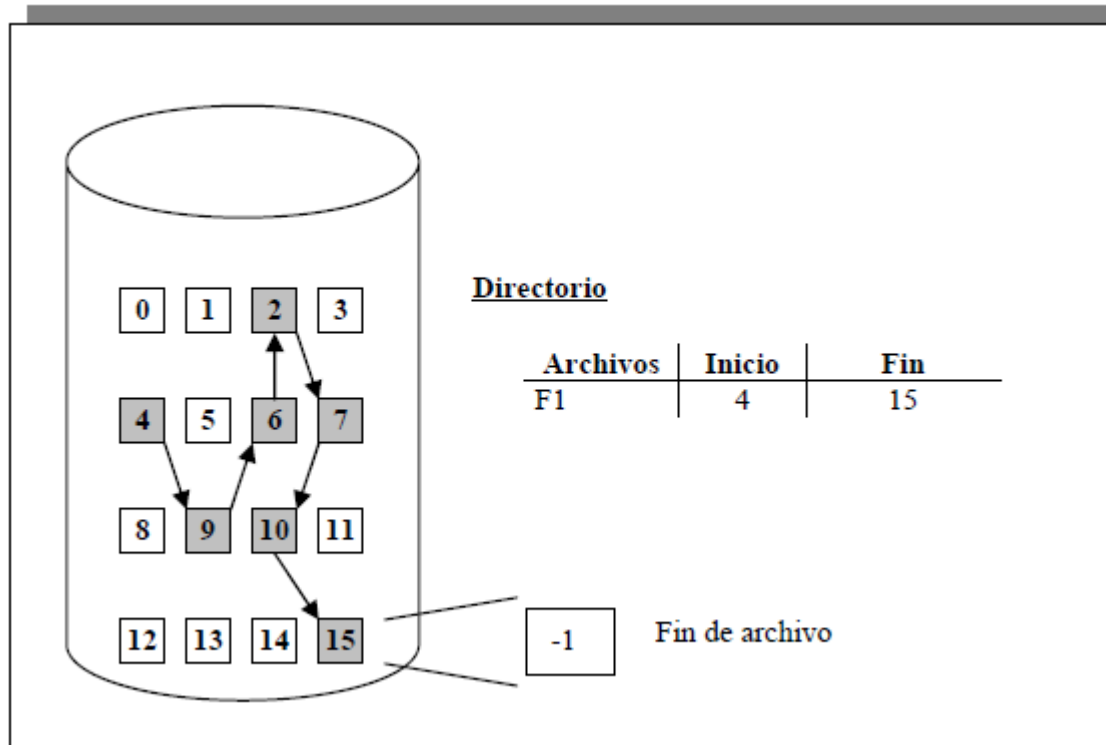 Directorio
0 1 2 3
Archivos Inicio Fin
F1 4 15
4 5 6 7
8 9 10 11
12 13 14 15
-1 Fin de archivo